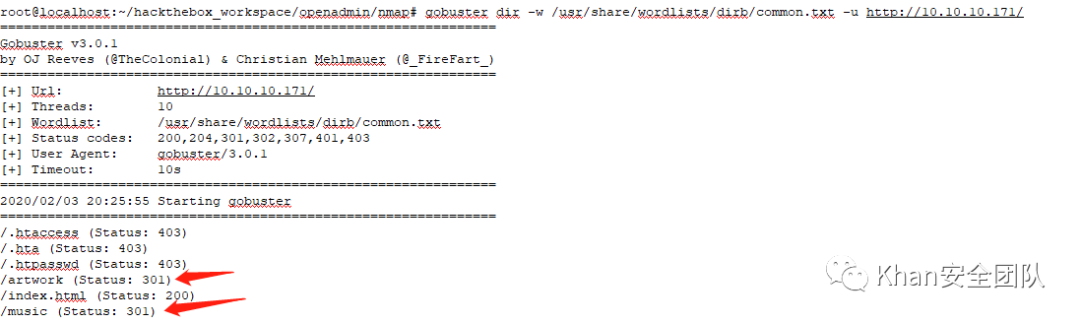 root@localhost:~/hackthebox_workspace/openadmin/nmap# gobuster dir -w /usr/share/wordlists/dirb/common.txt -u http://10.10.10.171/
===============================================================
Gobuster v3.0.1
by OJ Reeves (@TheColonial) & Christian Mehlmauer (@_FireFart_)
===============================================================
[+] Url:            http://10.10.10.171/
[+] Threads:        10
[+] Wordlist:       /usr/share/wordlists/dirb/common.txt
[+] Status codes:   200,204,301,302,307,401,403
[+] User Agent:     gobuster/3.0.1
[+] Timeout:        10s
===============================================================
2020/02/03 20:25:55 Starting gobuster
===============================================================
/.htaccess (Status: 403)
/.hta (Status: 403)
/.htpasswd (Status: 403)
/artwork (Status: 301)
/index.html (Status: 200)
/music (Status: 301)
Khan安全团队